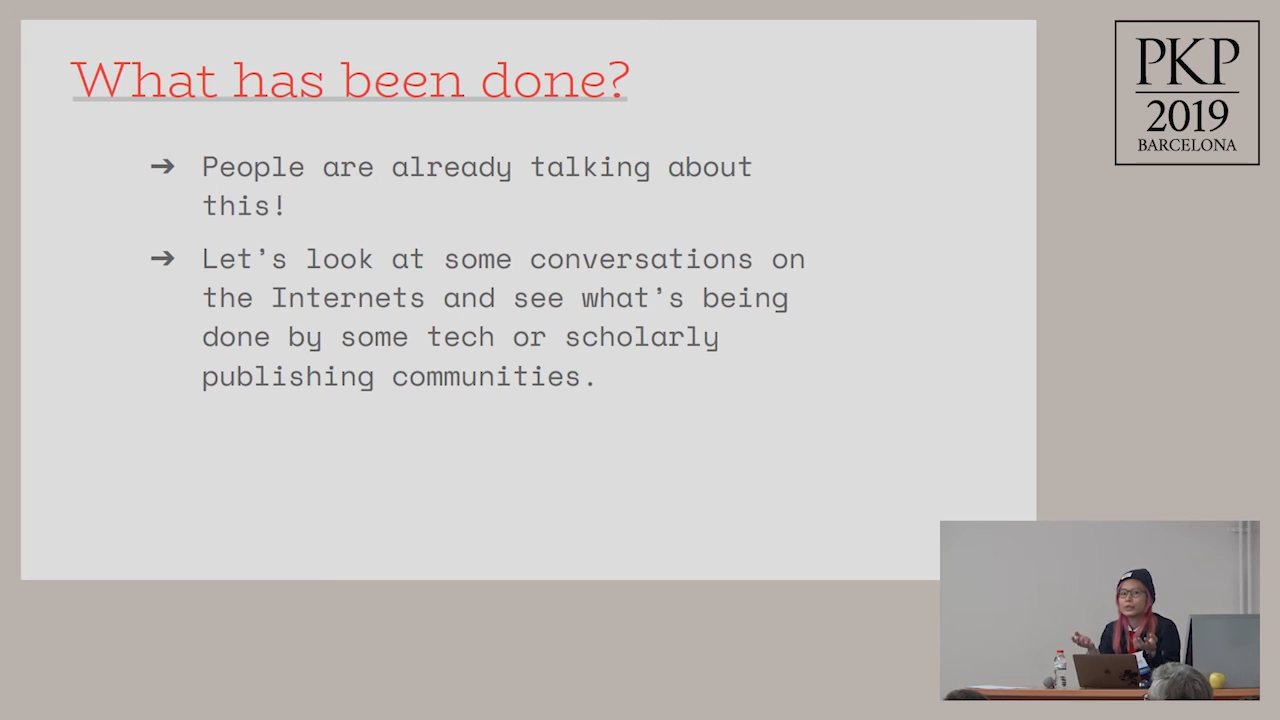 What has been done?
➔ People are already talking about
this!
➔ Let’s look at some conversations on
the Internets and see what’s being
done by some tech or scholarly
publishing communities.
PKP
2019
BARCELONA